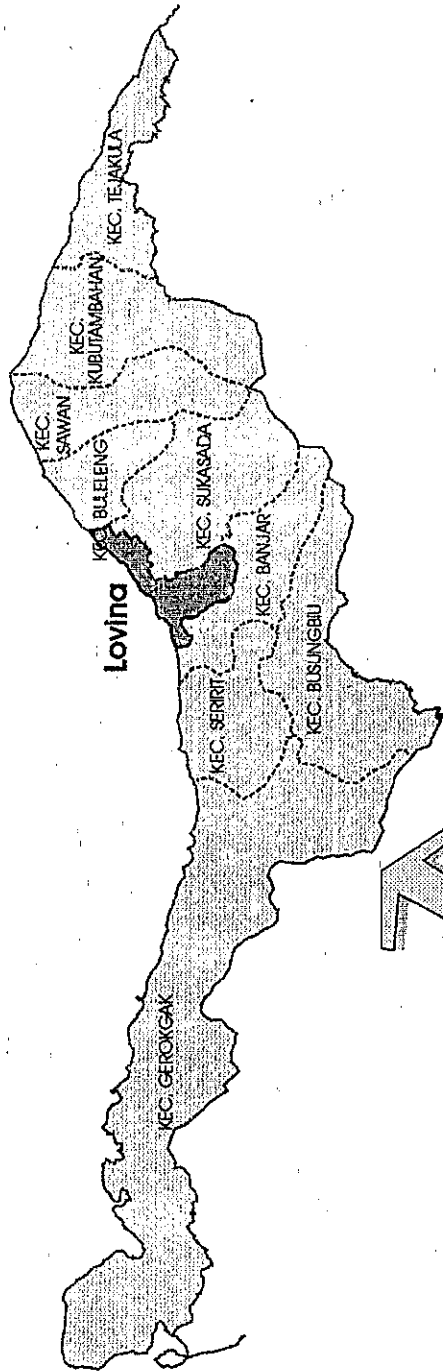 KEC. GEROKGAK
KEC. SERIRIT
KEC. BUSUNGBIU
KEC. BANJAR
Lovina
KEC. SUKASADA
KEC. BULELENG
KEC.
SAWAN
KEC.
KUBUTAMBAHAN
KEC. TEJAKULA